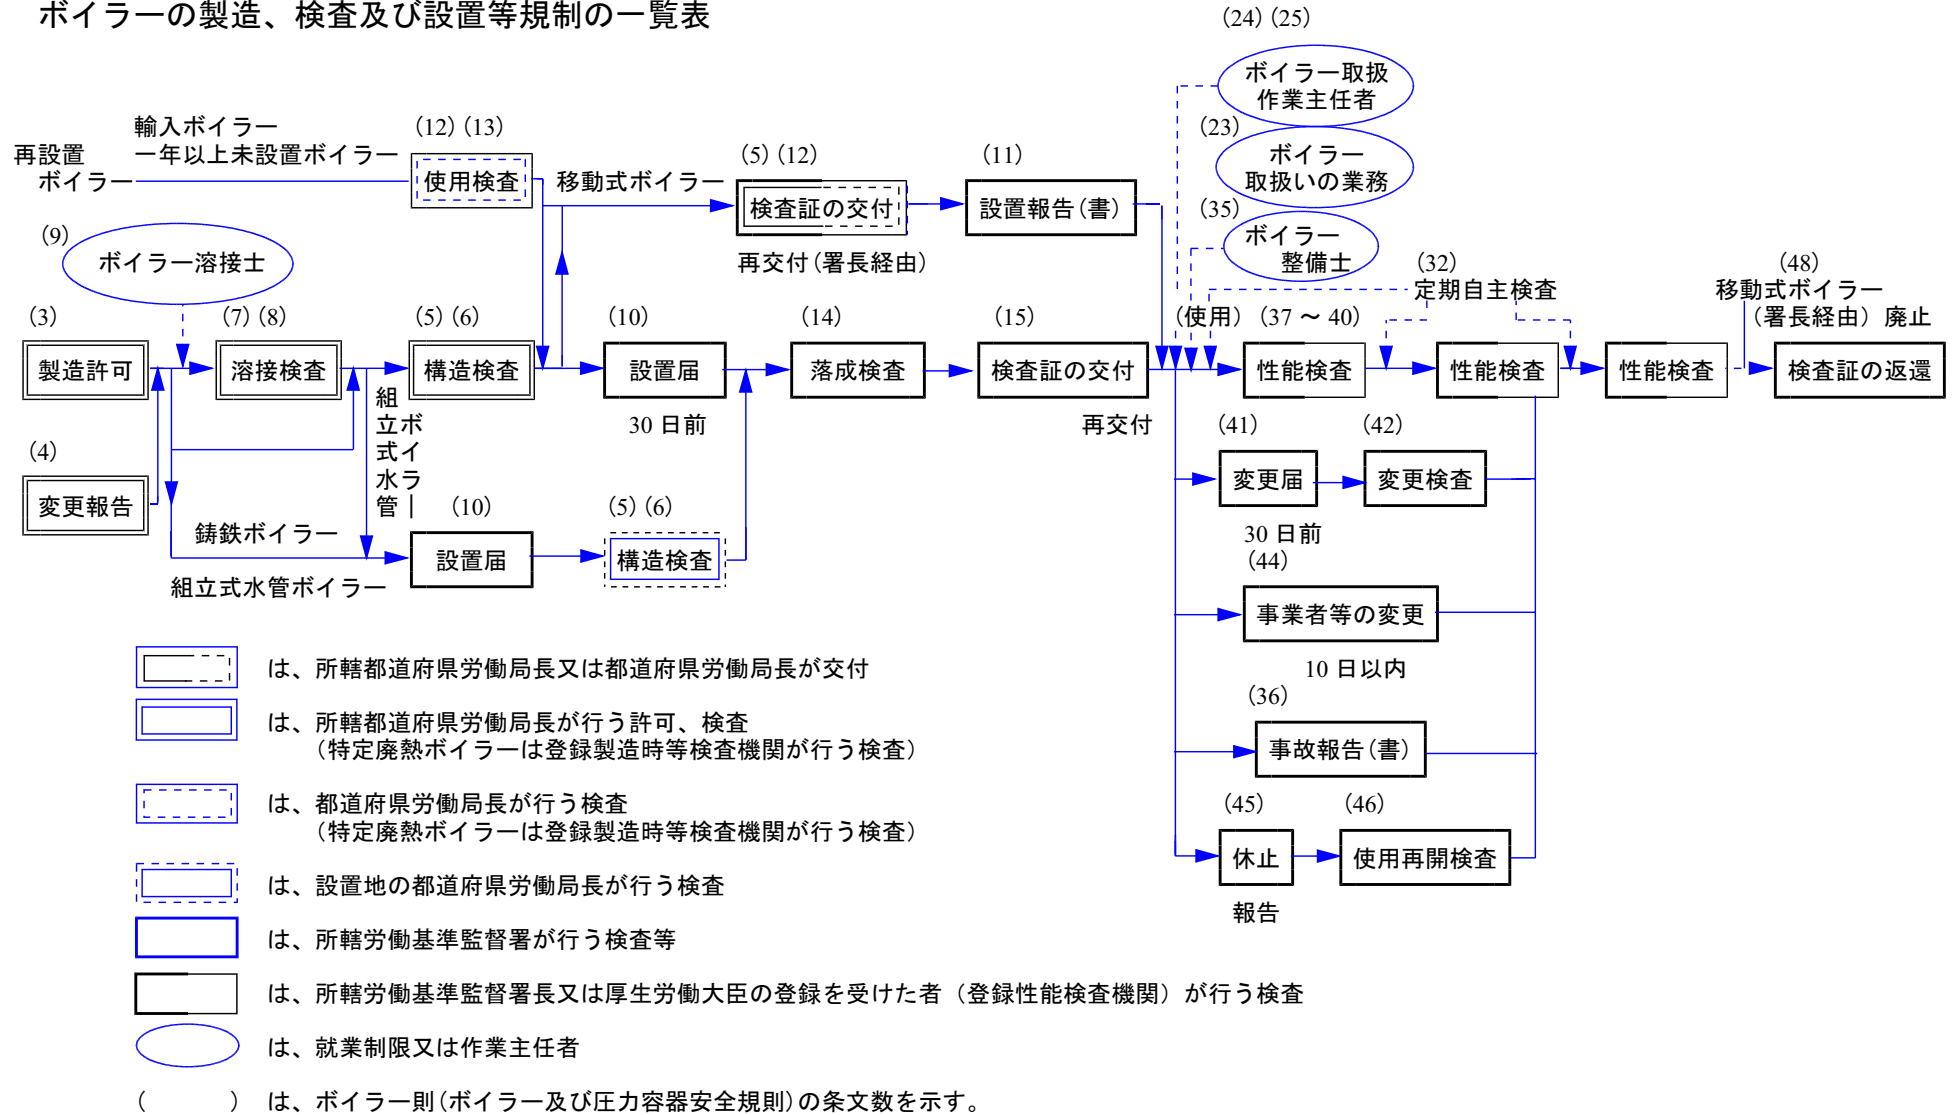 ボイラーの製造、検査及び設置等規制の一覧表
(24)(25)
ボイラー取扱
作業主任者
(23)
ボイラー
取扱いの業務
(35)
ボイラー
整備士
輸入ボイラー
一年以上未設置ボイラー
再設置
ボイラー
(12)(13)
使用検査
移動式ボイラー
(5)(12)
検査証の交付
再交付(署長経由)
(11)
設置報告(書)
(9)
ボイラー溶接士
(32)
定期自主検査
(48)
移動式ボイラー
(署長経由)廃止
(3)
製造許可
(7)(8)
溶接検査
(5)(6)
構造検査
(10)
設置届
30 日前
(14)
落成検査
(15)
検査証の交付
再交付
(使用)
(37 ~ 40)
性能検査
性能検査
性能検査
検査証の返還
(4)
変更報告
組立式水管
ボイラー
鋳鉄ボイラー
組立式水管ボイラー
(10)
設置届
(5)(6)
構造検査
(41)
変更届
30 日前
(42)
変更検査
(44)
事業者等の変更
10 日以内
(36)
事故報告(書)
(45)
休止
報告
(46)
使用再開検査
は、所轄都道府県労働局長又は都道府県労働局長が交付
は、所轄都道府県労働局長が行う許可、検査
(特定廃熱ボイラーは登録製造時等検査機関が行う検査)
は、都道府県労働局長が行う検査
(特定廃熱ボイラーは登録製造時等検査機関が行う検査)
は、設置地の都道府県労働局長が行う検査
は、所轄労働基準監督署が行う検査等
は、所轄労働基準監督署長又は厚生労働大臣の登録を受けた者(登録性能検査機関)が行う検査
は、就業制限又は作業主任者
( ) は、ボイラー則(ボイラー及び圧力容器安全規則)の条文数を示す。